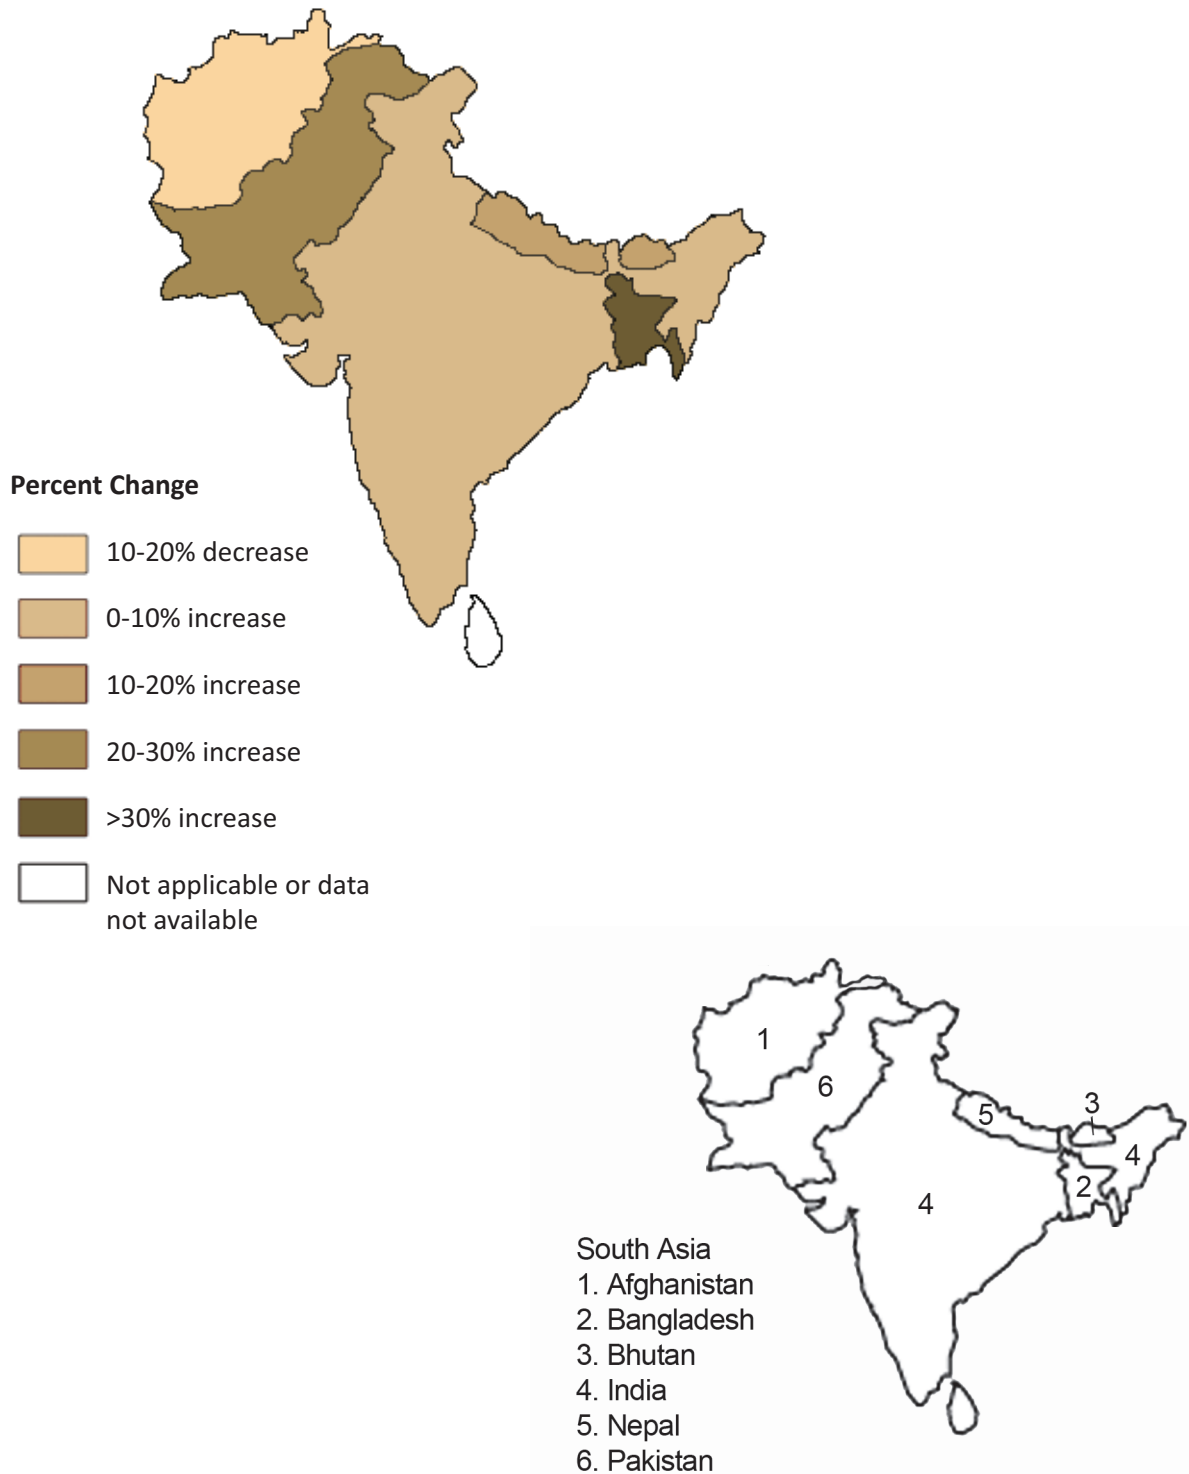 Percent Change
10-20% decrease
0-10% increase
10-20% increase
20-30% increase
>30% increase
Not applicable or data
not available
1
6
5
3
4
2
4
South Asia
1. Afghanistan
2. Bangladesh
3. Bhutan
4. India
5. Nepal
6. Pakistan